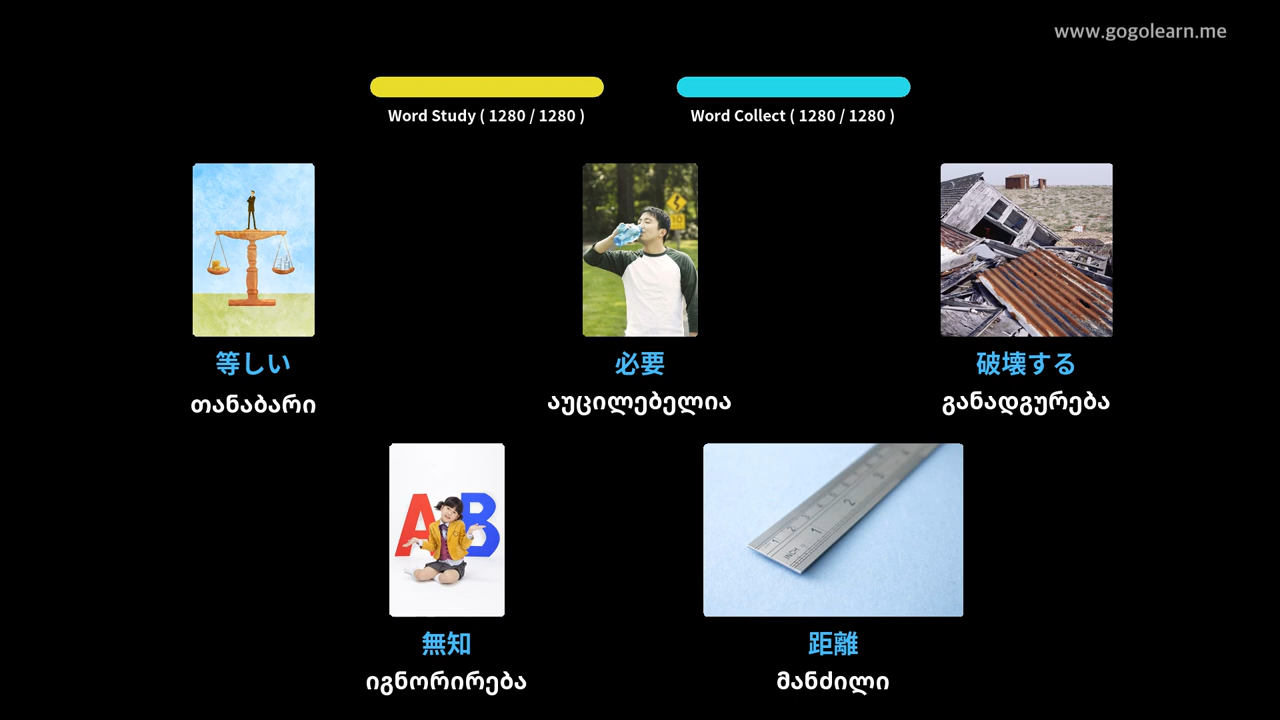 www.gogolearn.me
Word Study ( 1280 / 1280 )
Word Collect ( 1280 / 1280 )
等しい
必要
破壊する
თანაბარი
აუცილებელია
განადგურება
A B
無知
距離
იგნორირება
მანძილი